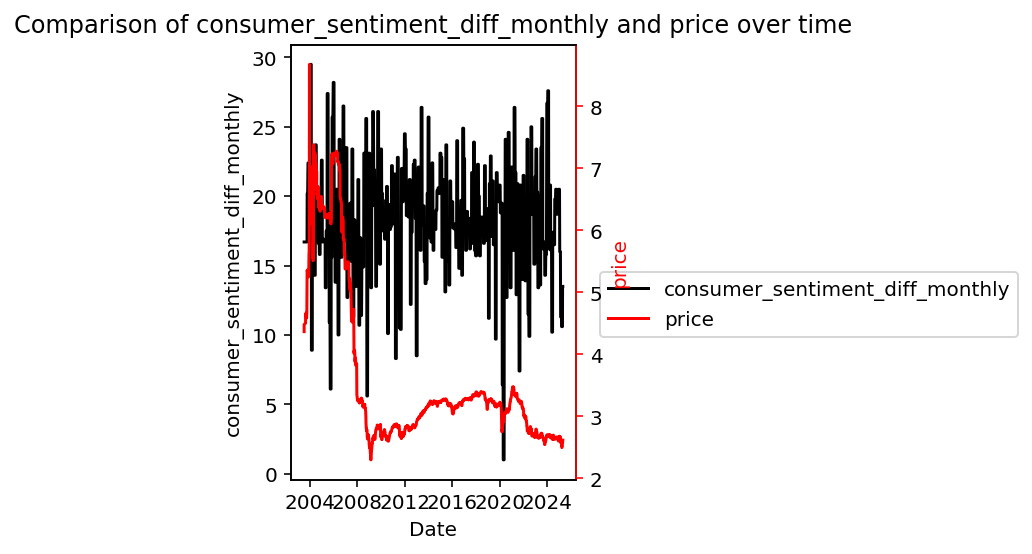 Comparison of consumer_sentiment_diff_monthly and price over time
consumer_sentiment_diff_monthly
30
25
20
15
10
5
0
8
7
6
5
4
3
2
price
consumer_sentiment_diff_monthly
price
2004 2008 2012 2016 2020 2024
Date